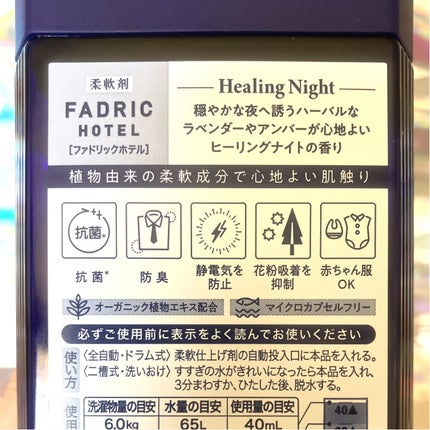 柔軟剤
FADRIC
HOTEL
[ファドリックホテル]
Healing Night
穏やかな夜へ誘うハーバルな
ラベンダーやアンバーが心地よい
ヒーリングナイトの香り
植物由来の柔軟成分で心地よい肌触り
抗菌+
抗菌*
防臭
静電気を
防止
花粉吸着を
抑制
赤ちゃん服
OK
オーガニック植物エキス配合
マイクロカプセルフリー
必ずご使用前に表示をよく読んでお使いください
使い方
〈全自動・ドラム式〉柔軟仕上げ剤の自動投入口に本品を入れる。
〈二槽式・洗いおけ〉すすぎの水がきれいになったら本品を入れ、
3分まわすか、ひたした後、脱水する。
使用
洗濯物量の目安 水量の目安 使用量の目安
6.0kg 65L 40mL
40